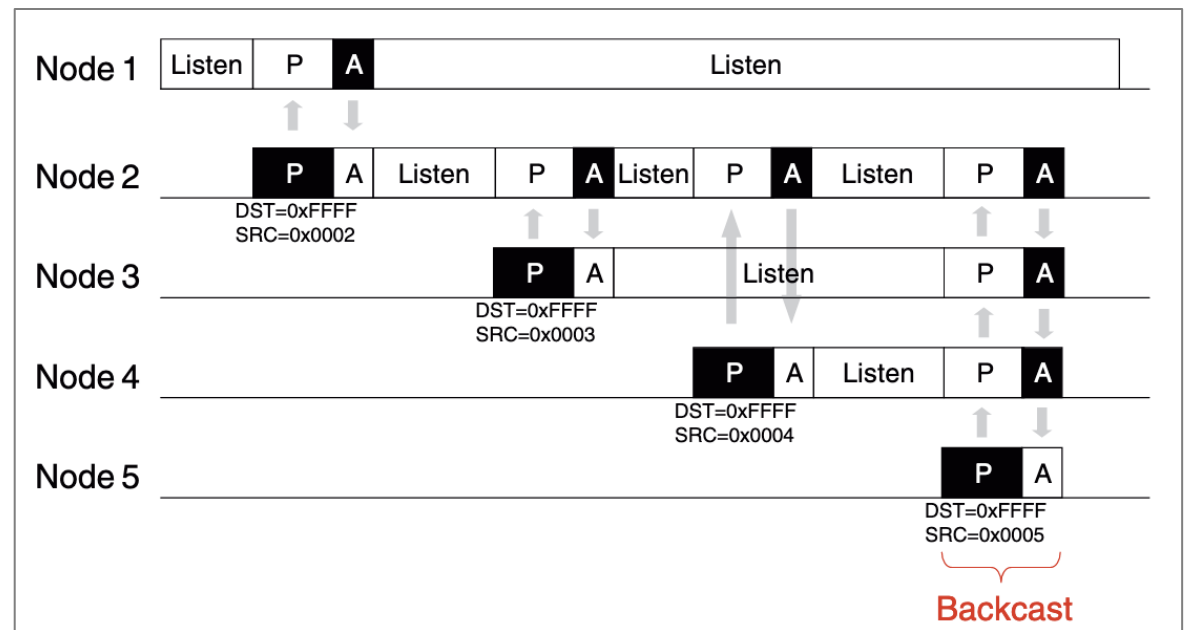 Node 1 Listen P A Listen
Node 2 P A Listen P A Listen P A Listen P A
DST=0xFFFF
SRC=0x0002
Node 3 P A Listen P A
DST=0xFFFF
SRC=0x0003
Node 4 P A Listen P A
DST=0xFFFF
SRC=0x0004
Node 5 P A
DST=0xFFFF
SRC=0x0005
Backcast